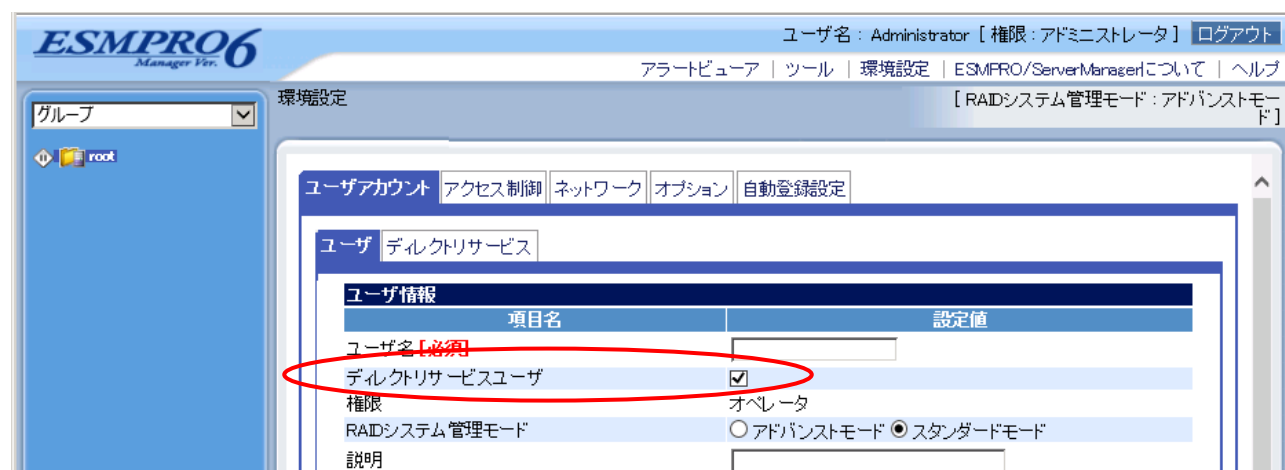 ESMPRO6
Manager Ver.
ユーザ名 : Administrator [ 権限 : アドミニストレータ ] ログアウト
アラートビューア | ツール | 環境設定 | ESMPRO/ServerManagerについて | ヘルプ
グループ
環境設定
[ RAIDシステム管理モード : アドバンストモー
ド ]
root
ユーザアカウント アクセス制御 ネットワーク オプション 自動登録設定
ユーザ ディレクトリサービス
ユーザ情報
項目名 設定値
ユーザ名 [必須]
ディレクトリサービスユーザ
権限 オペレータ
RAIDシステム管理モード アドバンストモード スタンダードモード
説明